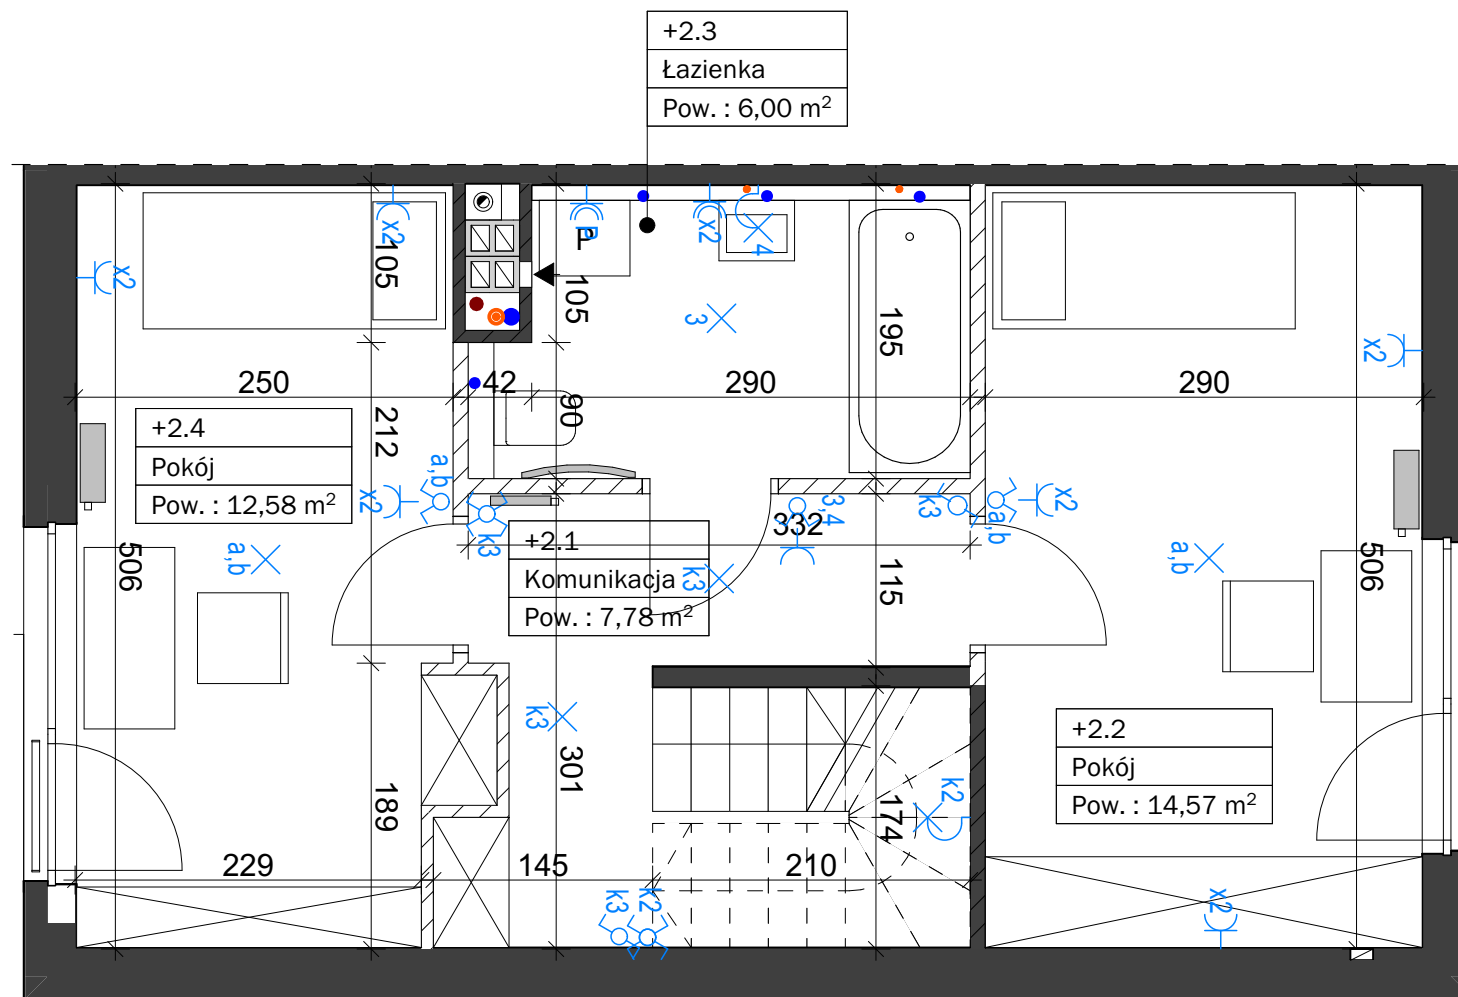 +2.3
Łazienka
Pow. : 6,00 m²
x2
105
x2
P
p
x2
4
105
3
195
x2
250
42
290
290
90
212
+2.4
Pokój
Pow. : 12,58 m²
a,b
x2
k3
3,4
332
k3
a,b
x2
+2.1
Komunikacja
Pow. : 7,78 m²
k3
115
506
a,b
a,b
506
k3
301
189
174
k2
+2.2
Pokój
Pow. : 14,57 m²
229
145
210
k3
k2
x2